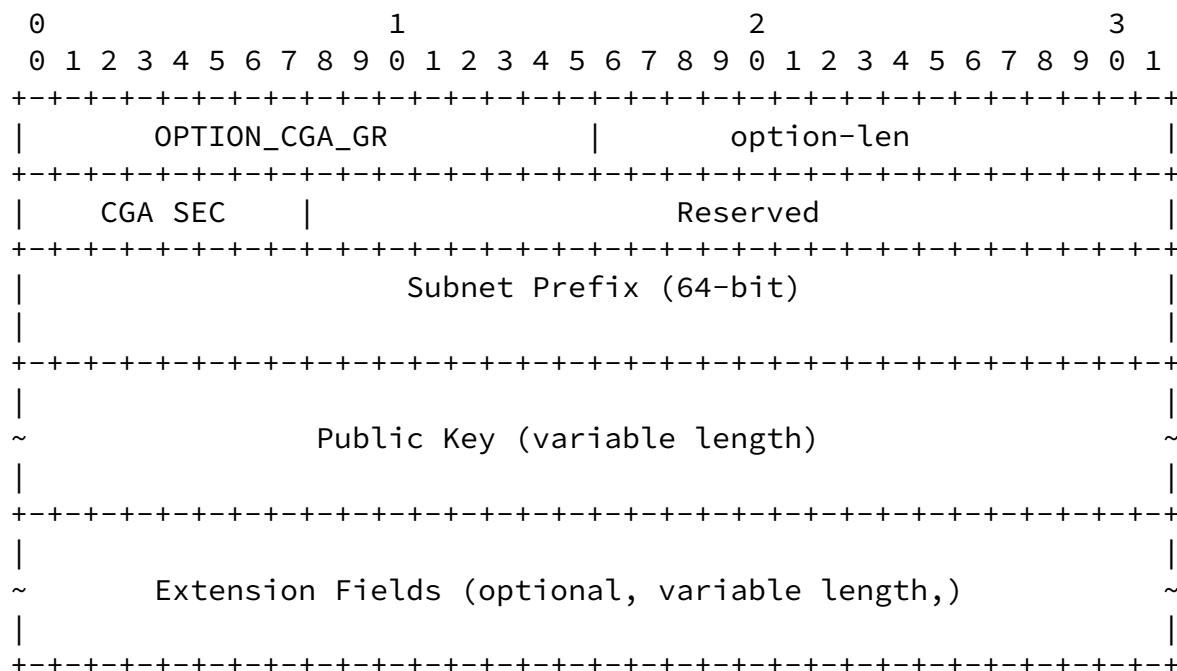 0                   1                   2                   3
 0 1 2 3 4 5 6 7 8 9 0 1 2 3 4 5 6 7 8 9 0 1 2 3 4 5 6 7 8 9 0 1
+-+-+-+-+-+-+-+-+-+-+-+-+-+-+-+-+-+-+-+-+-+-+-+-+-+-+-+-+-+-+-+-+
|       OPTION_CGA_GR           |       option-len              |
+-+-+-+-+-+-+-+-+-+-+-+-+-+-+-+-+-+-+-+-+-+-+-+-+-+-+-+-+-+-+-+-+
|    CGA SEC    |                    Reserved                   |
+-+-+-+-+-+-+-+-+-+-+-+-+-+-+-+-+-+-+-+-+-+-+-+-+-+-+-+-+-+-+-+-+
|                     Subnet Prefix (64-bit)                    |
|                                                               |
+-+-+-+-+-+-+-+-+-+-+-+-+-+-+-+-+-+-+-+-+-+-+-+-+-+-+-+-+-+-+-+-+
|                                                               |
~                Public Key (variable length)                   ~
|                                                               |
+-+-+-+-+-+-+-+-+-+-+-+-+-+-+-+-+-+-+-+-+-+-+-+-+-+-+-+-+-+-+-+-+
|                                                               |
~       Extension Fields (optional, variable length,)           ~
|                                                               |
+-+-+-+-+-+-+-+-+-+-+-+-+-+-+-+-+-+-+-+-+-+-+-+-+-+-+-+-+-+-+-+-+